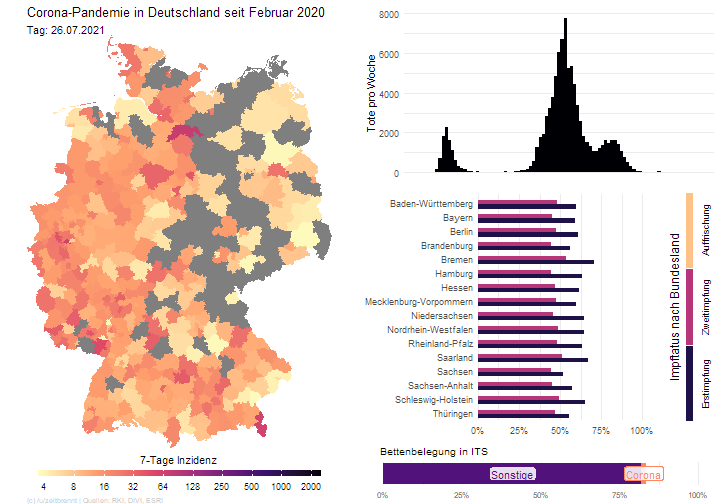 Corona-Pandemie in Deutschland seit Februar 2020
Tag: 26.07.2021
7-Tage Inzidenz
4 8 16 32 64 125 250 500 1000 2000
(c) /u/zeitbrennt | Quellen: RKI, DIVI, ESRI
Tote pro Woche
8000
6000
4000
2000
0
Baden-Württemberg
Bayern
Berlin
Brandenburg
Bremen
Hamburg
Hessen
Mecklenburg-Vorpommern
Niedersachsen
Nordrhein-Westfalen
Rheinland-Pfalz
Saarland
Sachsen
Sachsen-Anhalt
Schleswig-Holstein
Thüringen
0% 25% 50% 75% 100%
Impfstatus nach Bundesland
Auffrischung
Zweitimpfung
Erstimpfung
Bettenbelegung in ITS
Sonstige Corona
0% 25% 50% 75% 100%